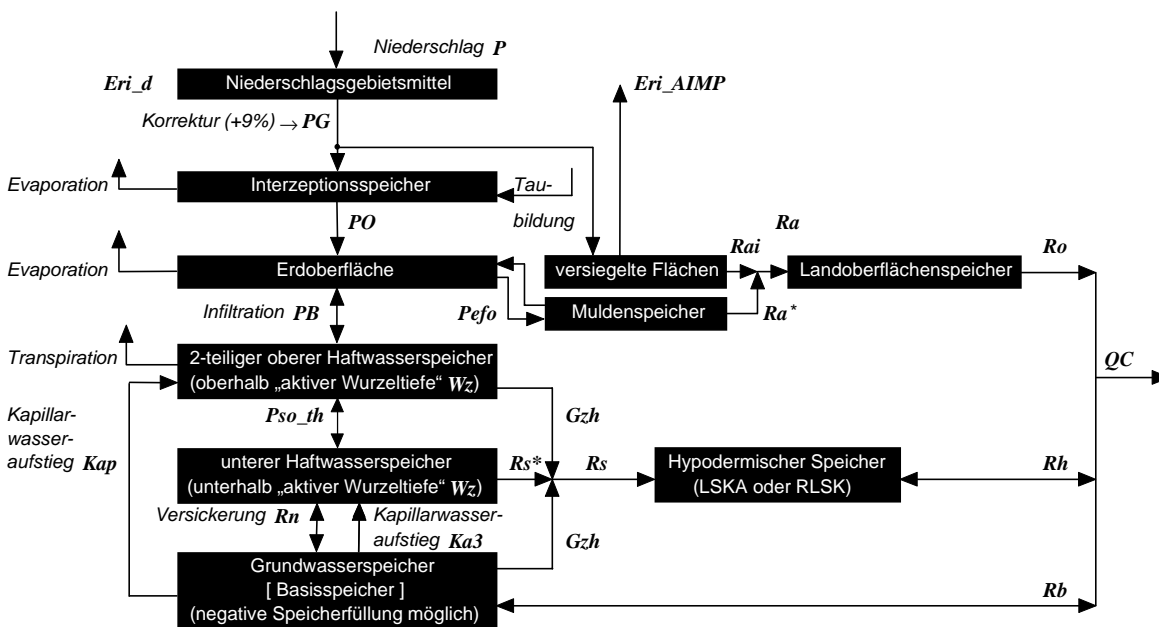 Niederschlag P
Eri_d
Niederschlagsgebietsmittel
Eri_AIMP
Korrektur (+9%) → PG
Evaporation
Interzeptionsspeicher
Tau-
bildung
PO
Ra
Rai
Ro
Evaporation
Erdoberfläche
versiegelte Flächen
Landoberflächenspeicher
Infiltration PB
Pefo
Muldenspeicher
Ra*
Transpiration
2-teiliger oberer Haftwasserspeicher
(oberhalb „aktiver Wurzeltiefe“ Wz)
QC
Kapillar-
wasser-
aufstieg Kap
Pso_th
Gzh
unterer Haftwasserspeicher
(unterhalb „aktiver Wurzeltiefe“ Wz)
Rs*
Rs
Hypodermischer Speicher
(LSKA oder RLSK)
Rh
Versickerung Rn
Kapillarwasser-
aufstieg Ka3
Gzh
Grundwasserspeicher
[ Basisspeicher ]
(negative Speicherfüllung möglich)
Rb